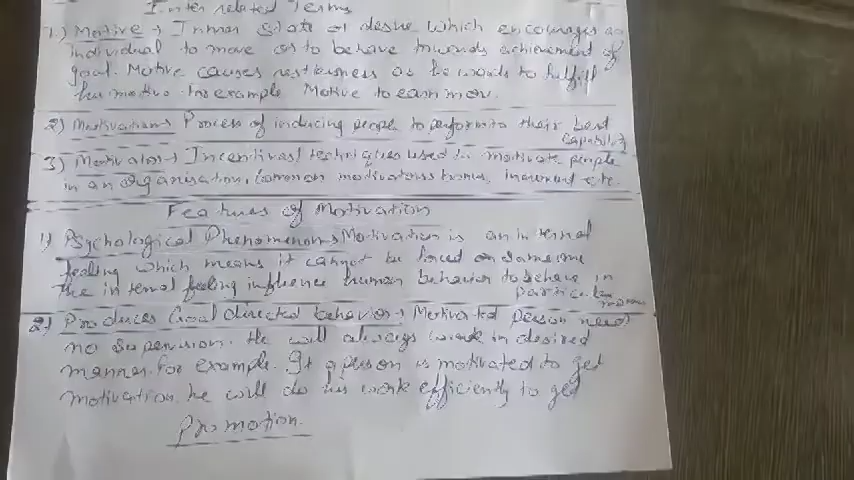 Inter related Terms
1.) Motive → Inner state or desire which encourages an
individual to move or to behave towards achievement of
goal. Motive causes restlessness as he wants to fulfill
his motive. For example Motive to earn mon.
2) Motivation → Process of inducing people to perform to their best
capability
3) Motivators → Incentives / techniques used to motivate people
in an organisation, common motivators bonus, increment etc.
Features of Motivation
1) Psychological Phenomenon → Motivation is an internal
feeling which means it cannot be forced on
the internal feeling influence human behavior to behave in
particular
2) Produces Goal directed behavior → Motivated person needs
no supervision. He will always work in desired
manner. For example. If a person is motivated to get
motivation, he will do his work efficiently to get
Promotion.